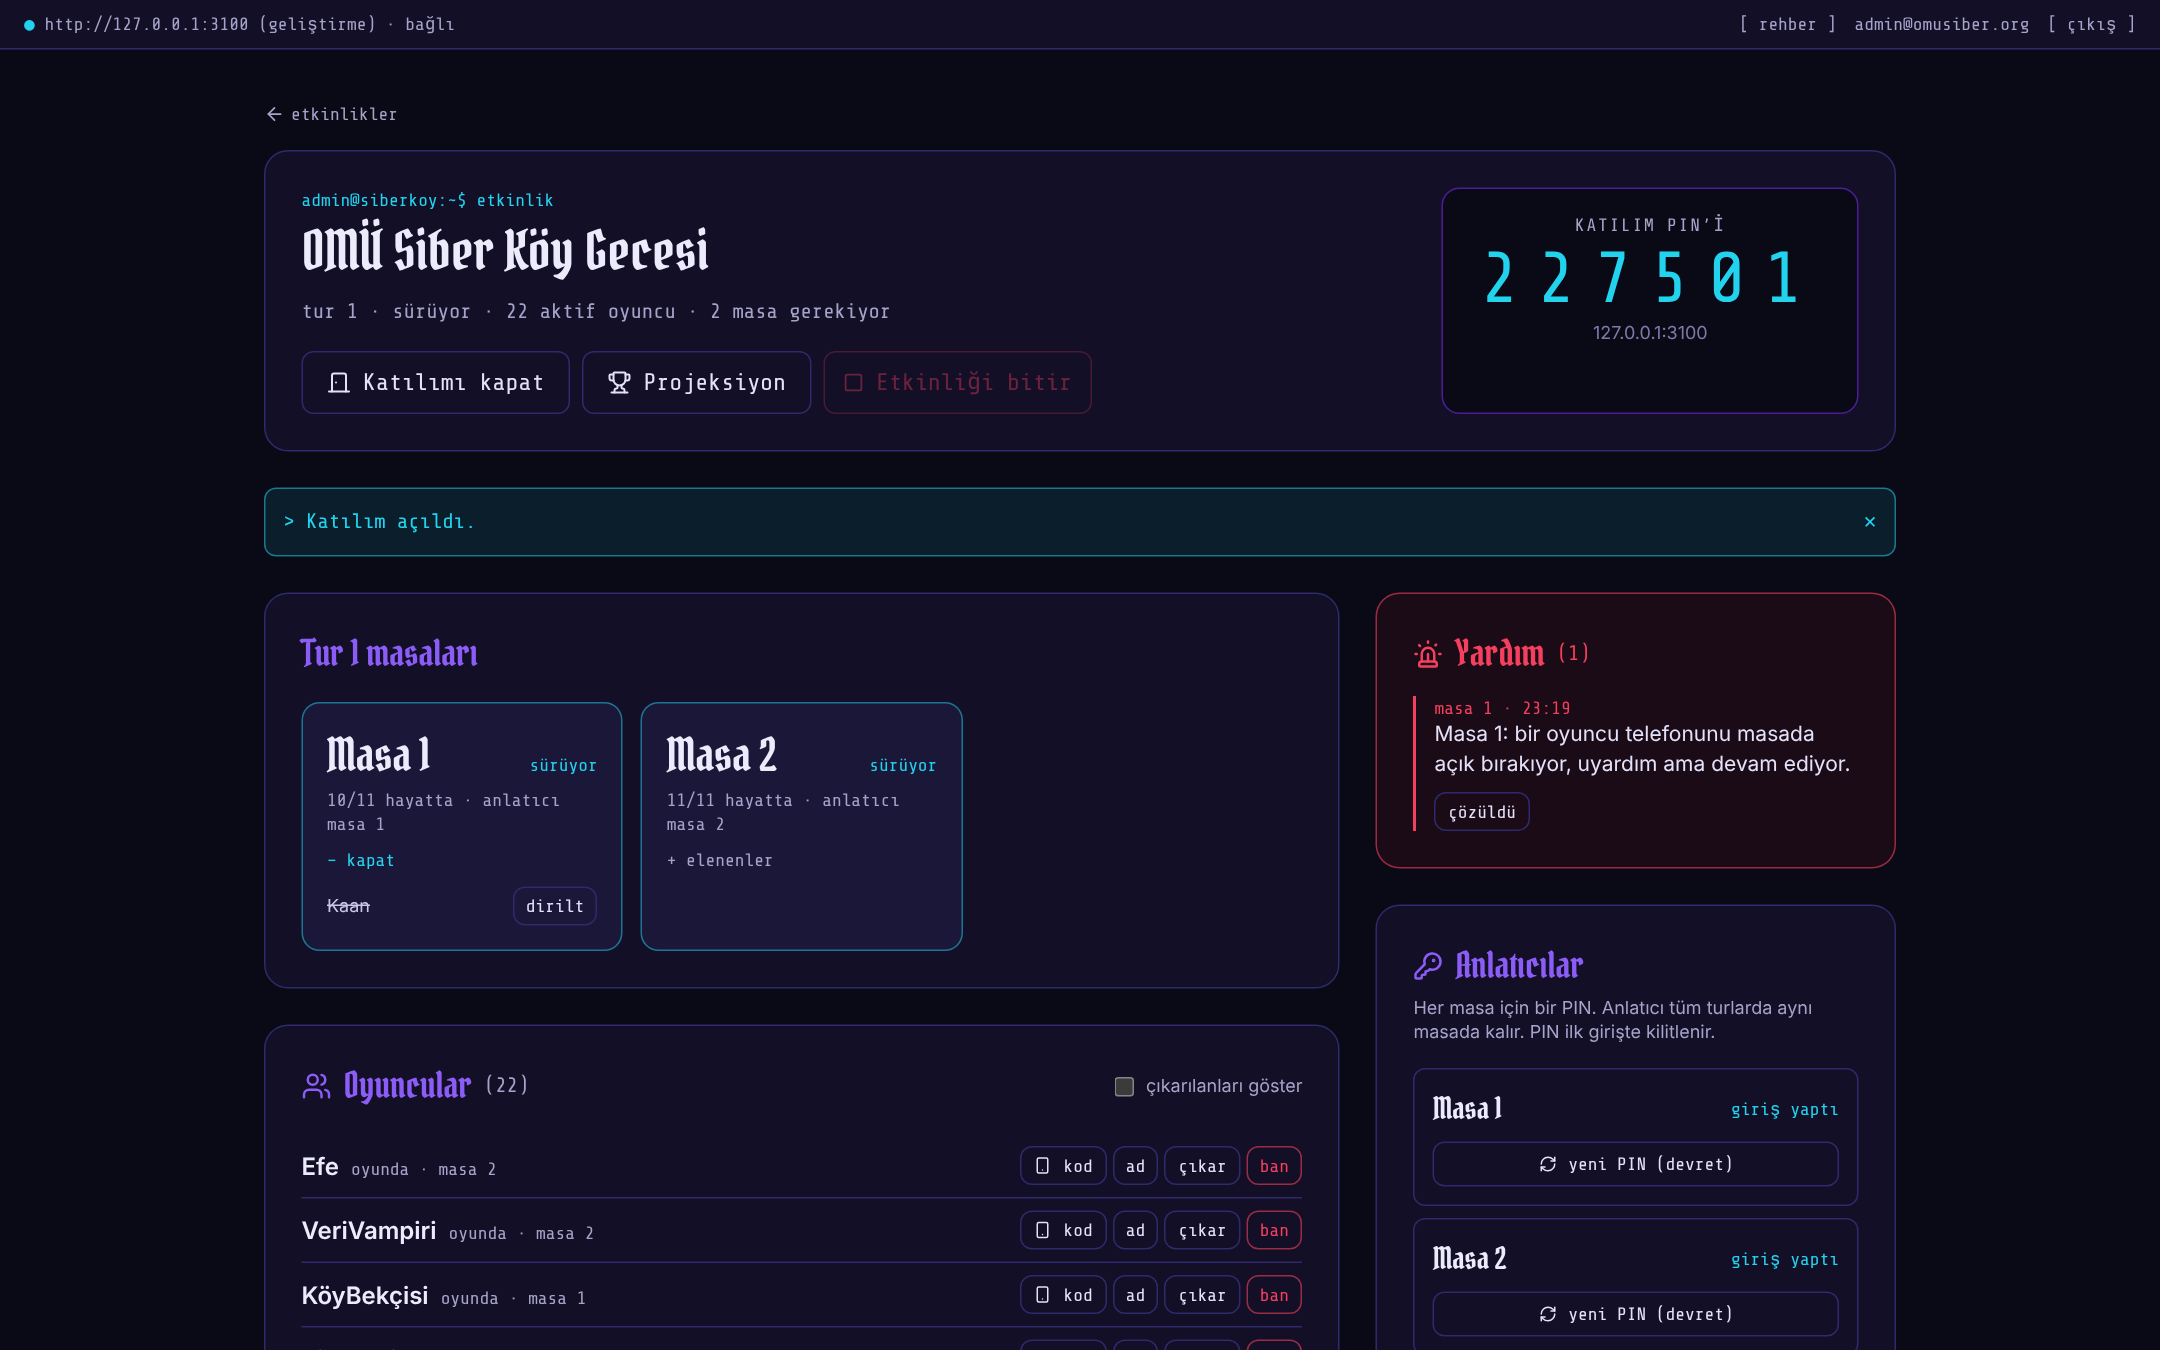 http://127.0.0.1:3100 (geliştirme) · bağlı
[ rehber ] admin@omusiber.org [ çıkış ]
← etkinlikler
admin@siberkoy:~$ etkinlik
OMÜ Siber Köy Gecesi
tur 1 · sürüyor · 22 aktif oyuncu · 2 masa gerekiyor
Katılımı kapat
Projeksiyon
Etkinliği bitir
KATILIM PIN'İ
227501
127.0.0.1:3100
> Katılım açıldı.
×
Tur 1 masaları
Masa 1
sürüyor
10/11 hayatta · anlatıcı
masa 1
− kapat
Kaan
dirilt
Masa 2
sürüyor
11/11 hayatta · anlatıcı
masa 2
+ elenenler
Yardım (1)
masa 1 · 23:19
Masa 1: bir oyuncu telefonunu masada
açık bırakıyor, uyardım ama devam ediyor.
çözüldü
Oyuncular (22)
çıkarılanları göster
Efe oyunda · masa 2
kod ad çıkar ban
VeriVampiri oyunda · masa 2
kod ad çıkar ban
KöyBekçisi oyunda · masa 1
kod ad çıkar ban
Anlatıcılar
Her masa için bir PIN. Anlatıcı tüm turlarda aynı
masada kalır. PIN ilk girişte kilitlenir.
Masa 1
giriş yaptı
yeni PIN (devret)
Masa 2
giriş yaptı
yeni PIN (devret)